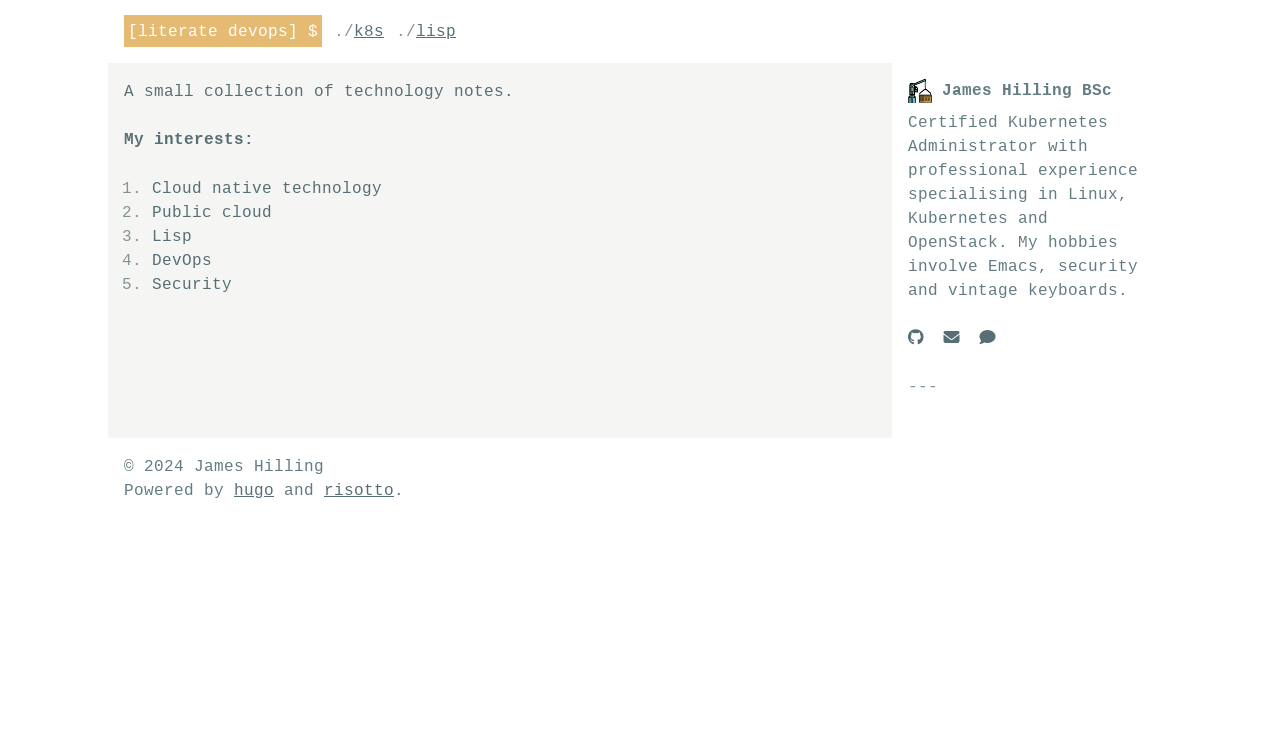 [literate devops] $ ./k8s ./lisp
A small collection of technology notes.
My interests:
1. Cloud native technology
2. Public cloud
3. Lisp
4. DevOps
5. Security
James Hilling BSc
Certified Kubernetes
Administrator with
professional experience
specialising in Linux,
Kubernetes and
OpenStack. My hobbies
involve Emacs, security
and vintage keyboards.
---
© 2024 James Hilling
Powered by hugo and risotto.